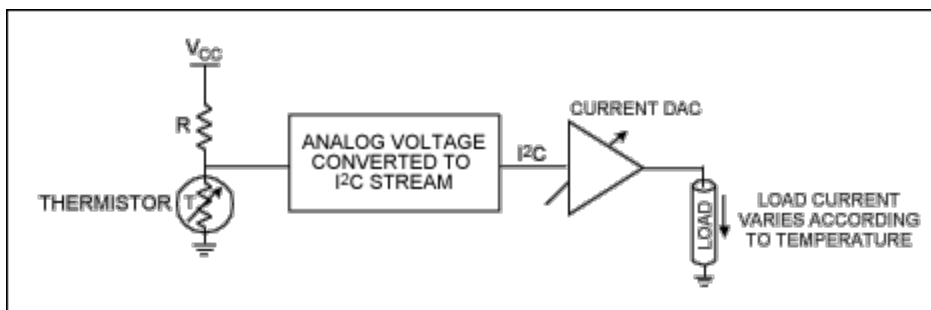 VCC
R
THERMISTOR
T
ANALOG VOLTAGE
CONVERTED TO
I²C STREAM
I²C
CURRENT DAC
LOAD
LOAD CURRENT
VARIES ACCORDING
TO TEMPERATURE